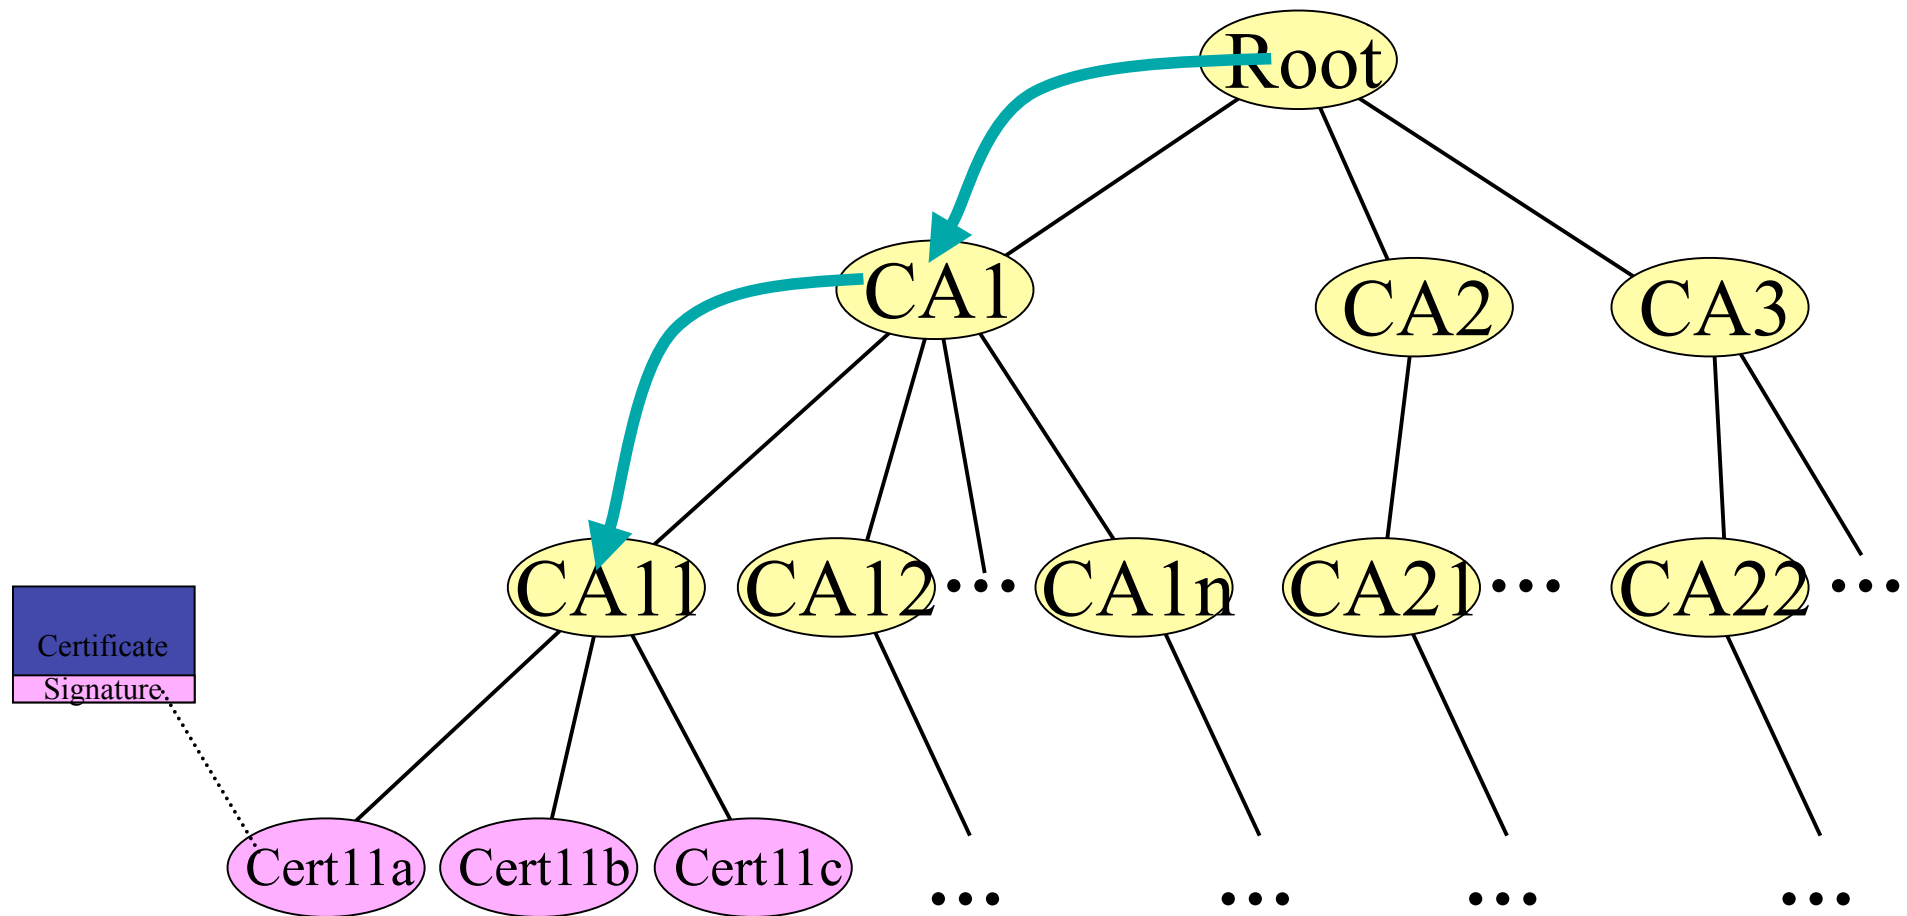 Root
CA1
CA2
CA3
CA11
CA12
...
CA1n
CA21
...
CA22
...
Certificate
Signature
Cert11a
Cert11b
Cert11c
...
...
...
...